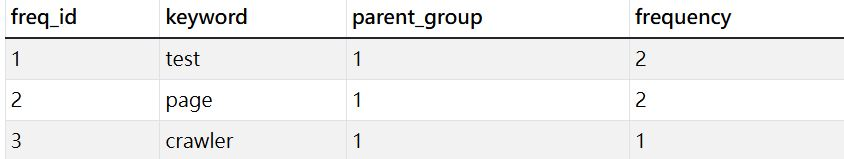 freq_id keyword parent_group frequency
1 test 1 2
2 page 1 2
3 crawler 1 1